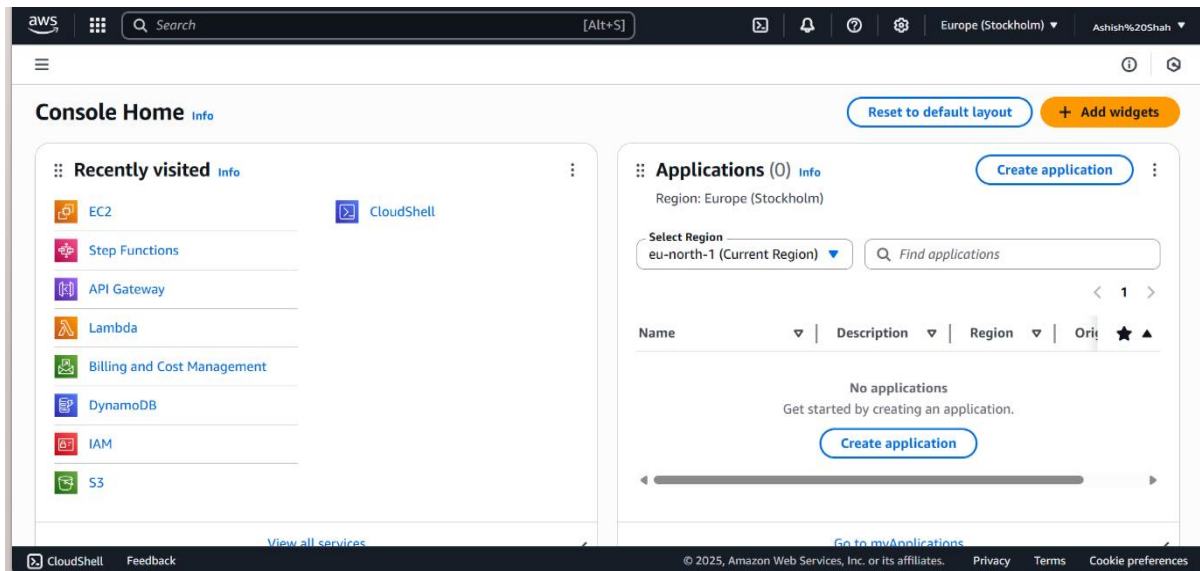 aws Search [Alt+S] Europe (Stockholm) Ashish%20Shah
Console Home Info Reset to default layout + Add widgets
Recently visited Info
EC2 CloudShell
Step Functions
API Gateway
Lambda
Billing and Cost Management
DynamoDB
IAM
S3
View all services
Applications (0) Info Create application
Region: Europe (Stockholm)
Select Region
eu-north-1 (Current Region) Find applications
1
Name Description Region Orig
No applications
Get started by creating an application.
Create application
Go to myApplications
CloudShell Feedback © 2025, Amazon Web Services, Inc. or its affiliates. Privacy Terms Cookie preferences